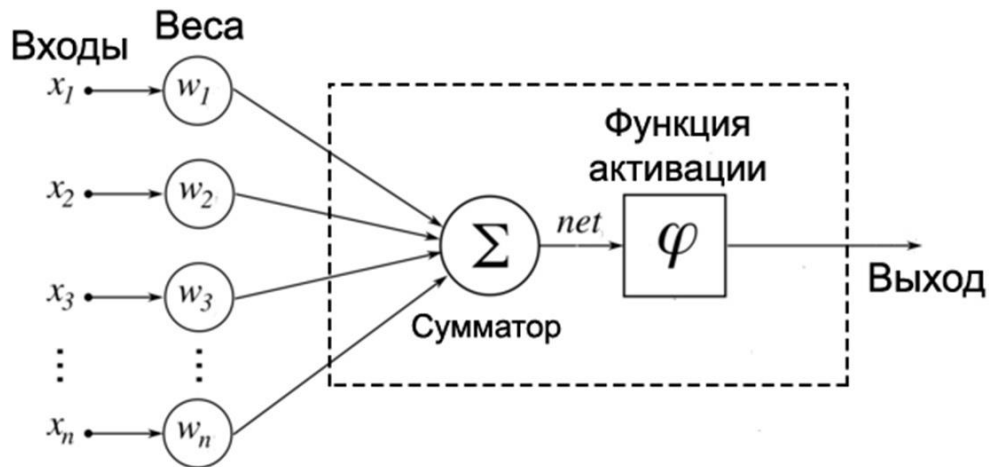 Входы
Веса
x1
w1
x2
w2
x3
w3
⋮
⋮
xn
wn
Σ
Сумматор
net
Функция
активации
φ
Выход